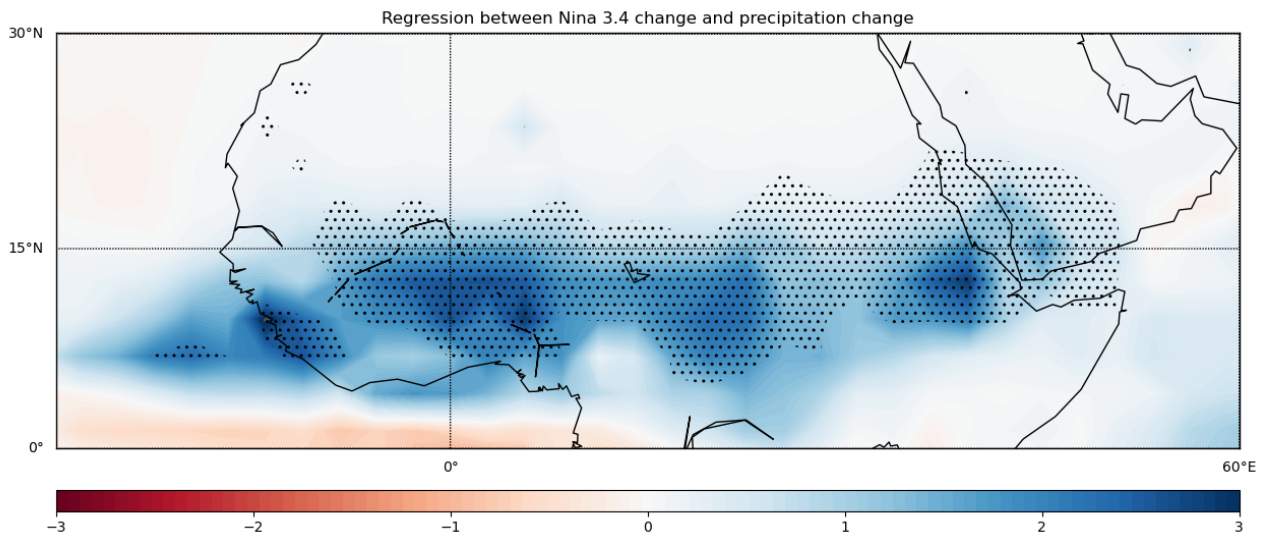 Regression between Nina 3.4 change and precipitation change
30°N
15°N
0°
0° 60°E
−3 −2 −1 0 1 2 3